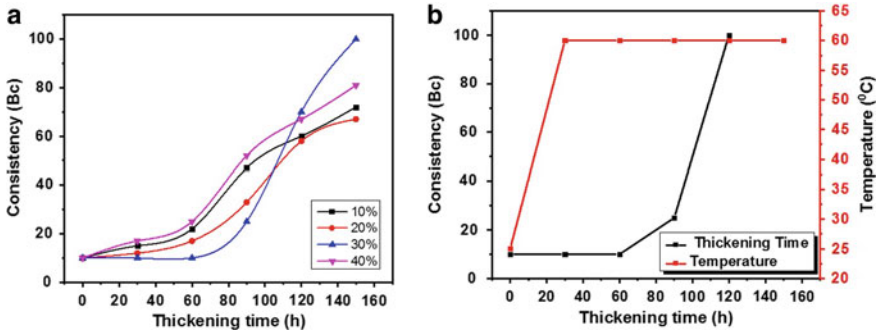 a
Consistency (Bc)
100
80
60
40
20
0
0 20 40 60 80 100 120 140 160
Thickening time (h)
10%
20%
30%
40%
b
Consistency (Bc)
100
80
60
40
20
0
0 20 40 60 80 100 120 140 160
Thickening time (h)
Thickening Time
Temperature
65
60
55
50
45
40
35
30
25
20
Temperature (⁰C)